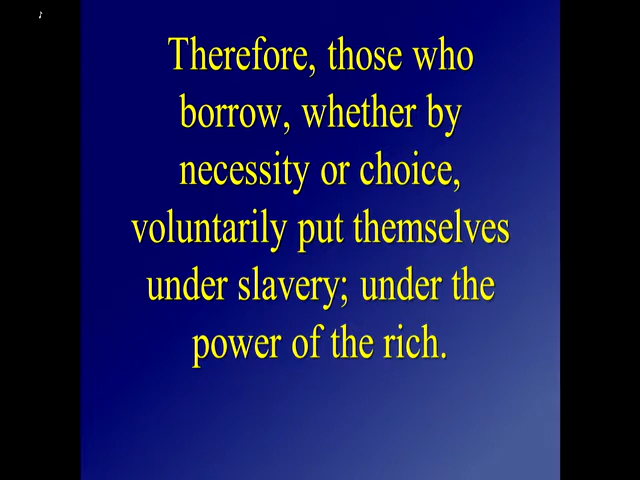 ♪
Therefore, those who
borrow, whether by
necessity or choice,
voluntarily put themselves
under slavery; under the
power of the rich.